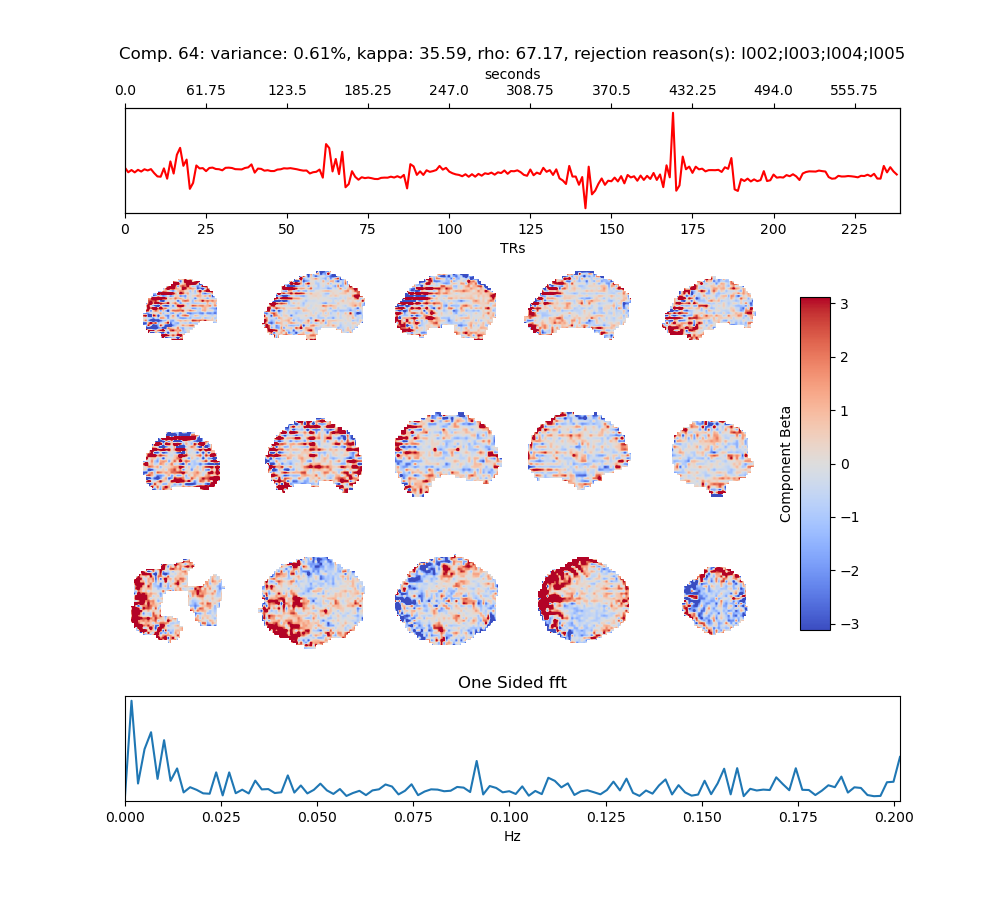 Comp. 64: variance: 0.61%, kappa: 35.59, rho: 67.17, rejection reason(s): I002;I003;I004;I005
seconds
0.0 61.75 123.5 185.25 247.0 308.75 370.5 432.25 494.0 555.75
0 25 50 75 100 125 150 175 200 225
TRs
3
2
1
0
−1
−2
−3
Component Beta
One Sided fft
0.000 0.025 0.050 0.075 0.100 0.125 0.150 0.175 0.200
Hz